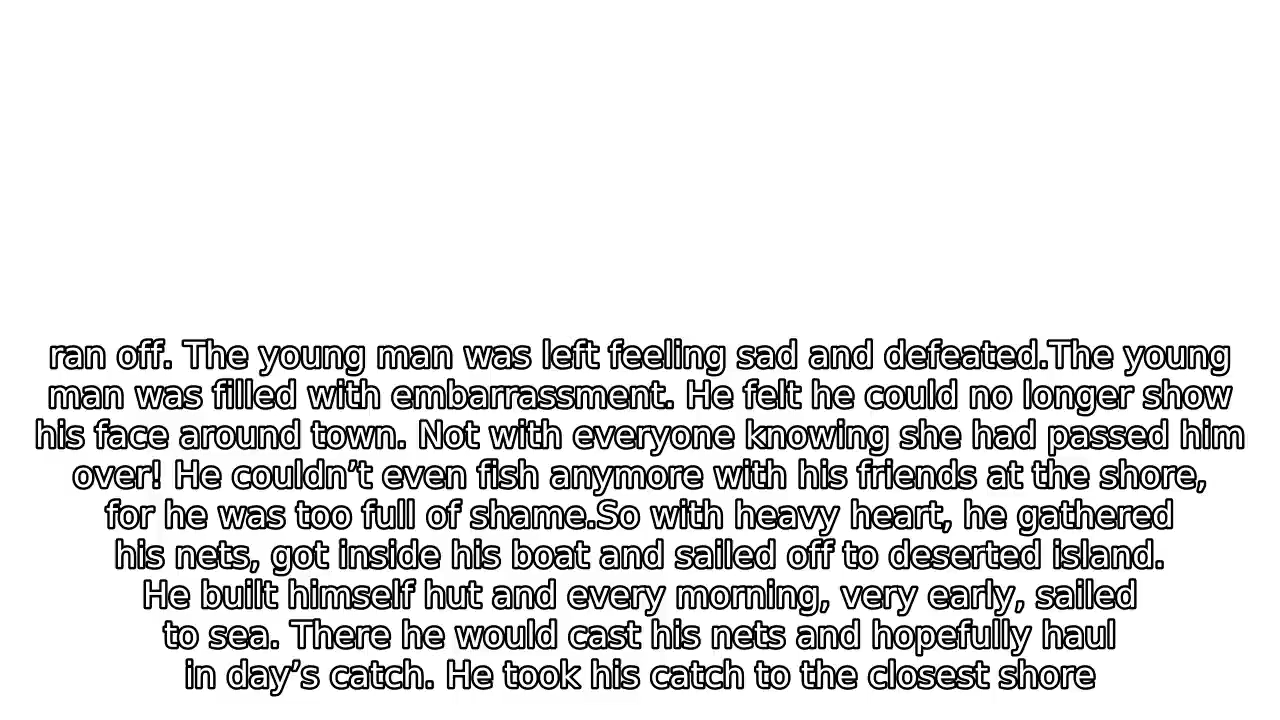 ran off. The young man was left feeling sad and defeated.The young
man was filled with embarrassment. He felt he could no longer show
his face around town. Not with everyone knowing she had passed him
over! He couldn’t even fish anymore with his friends at the shore,
for he was too full of shame.So with heavy heart, he gathered
his nets, got inside his boat and sailed off to deserted island.
He built himself hut and every morning, very early, sailed
to sea. There he would cast his nets and hopefully haul
in day’s catch. He took his catch to the closest shore